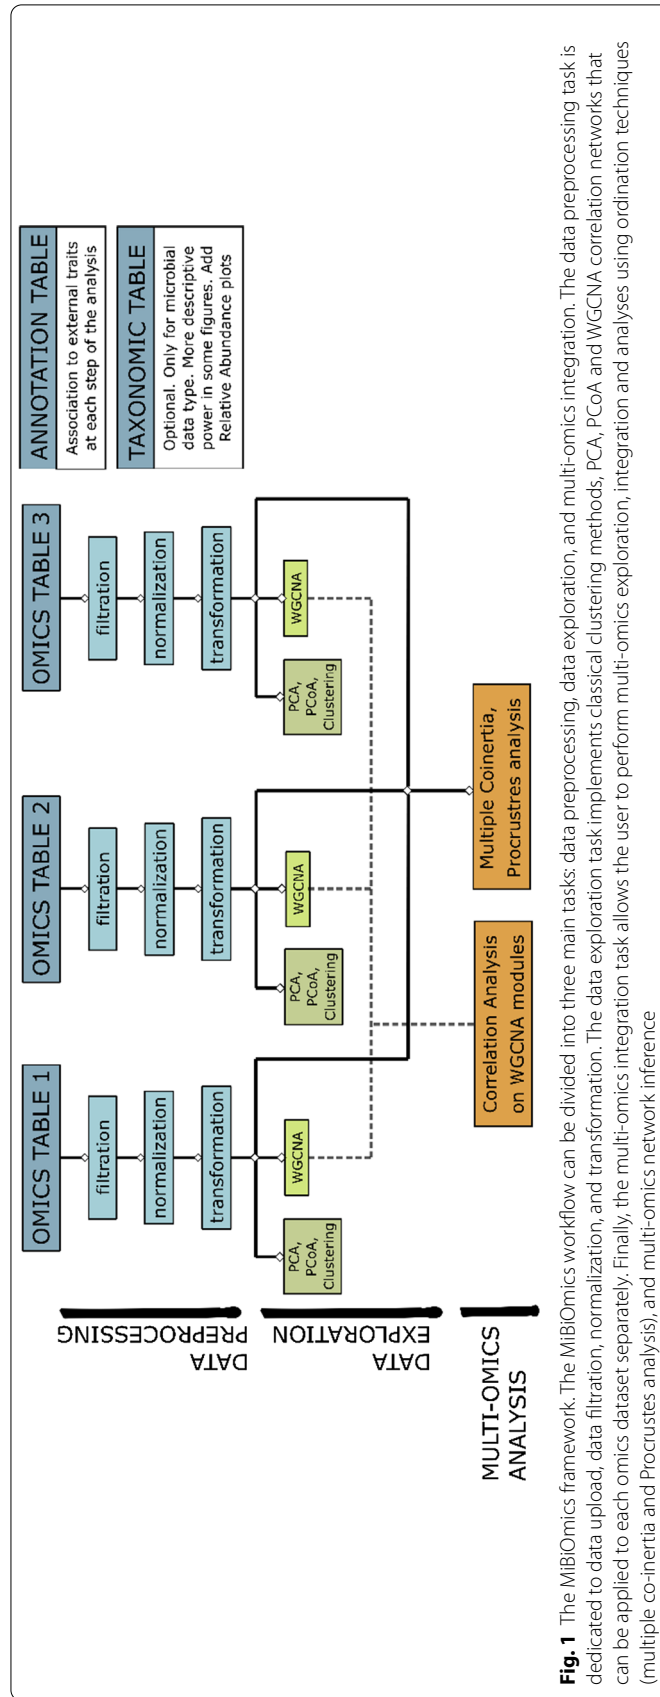 OMICS TABLE 1
OMICS TABLE 2
OMICS TABLE 3
ANNOTATION TABLE
Association to external traits
at each step of the analysis
TAXONOMIC TABLE
Optional. Only for microbial
data type. More descriptive
power in some figures. Add
Relative Abundance plots
DATA
PREPROCESSING
filtration
filtration
filtration
normalization
normalization
normalization
transformation
transformation
transformation
DATA
EXPLORATION
PCA,
PCoA,
Clustering
WGCNA
PCA,
PCoA,
Clustering
WGCNA
PCA,
PCoA,
Clustering
WGCNA
MULTI-OMICS
ANALYSIS
Correlation Analysis
on WGCNA modules
Multiple Coinertia,
Procrustres analysis
Fig. 1 The MiBiOmics framework. The MiBiOmics workflow can be divided into three main tasks: data preprocessing, data exploration, and multi-omics integration. The data preprocessing task is
dedicated to data upload, data filtration, normalization, and transformation. The data exploration task implements classical clustering methods, PCA, PCoA and WGCNA correlation networks that
can be applied to each omics dataset separately. Finally, the multi-omics integration task allows the user to perform multi-omics exploration, integration and analyses using ordination techniques
(multiple co-inertia and Procrustes analysis), and multi-omics network inference